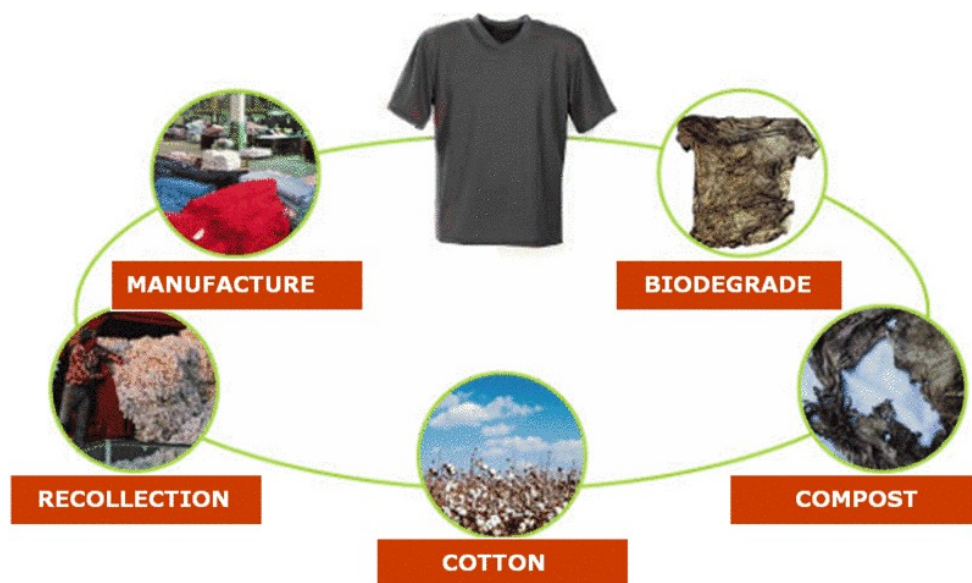 MANUFACTURE
BIODEGRADE
RECOLLECTION
COMPOST
COTTON